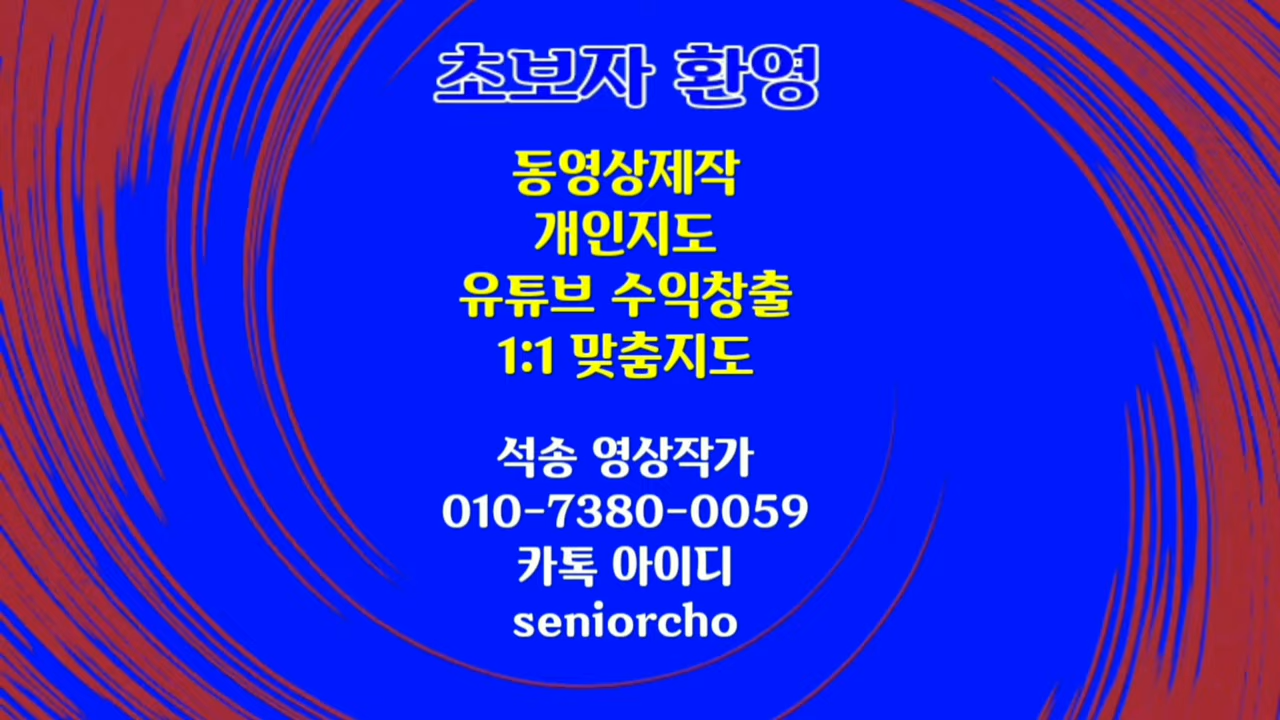 초보자 환영
동영상제작
개인지도
유튜브 수익창출
1:1 맞춤지도
석송 영상작가
010-7380-0059
카톡 아이디
seniorcho